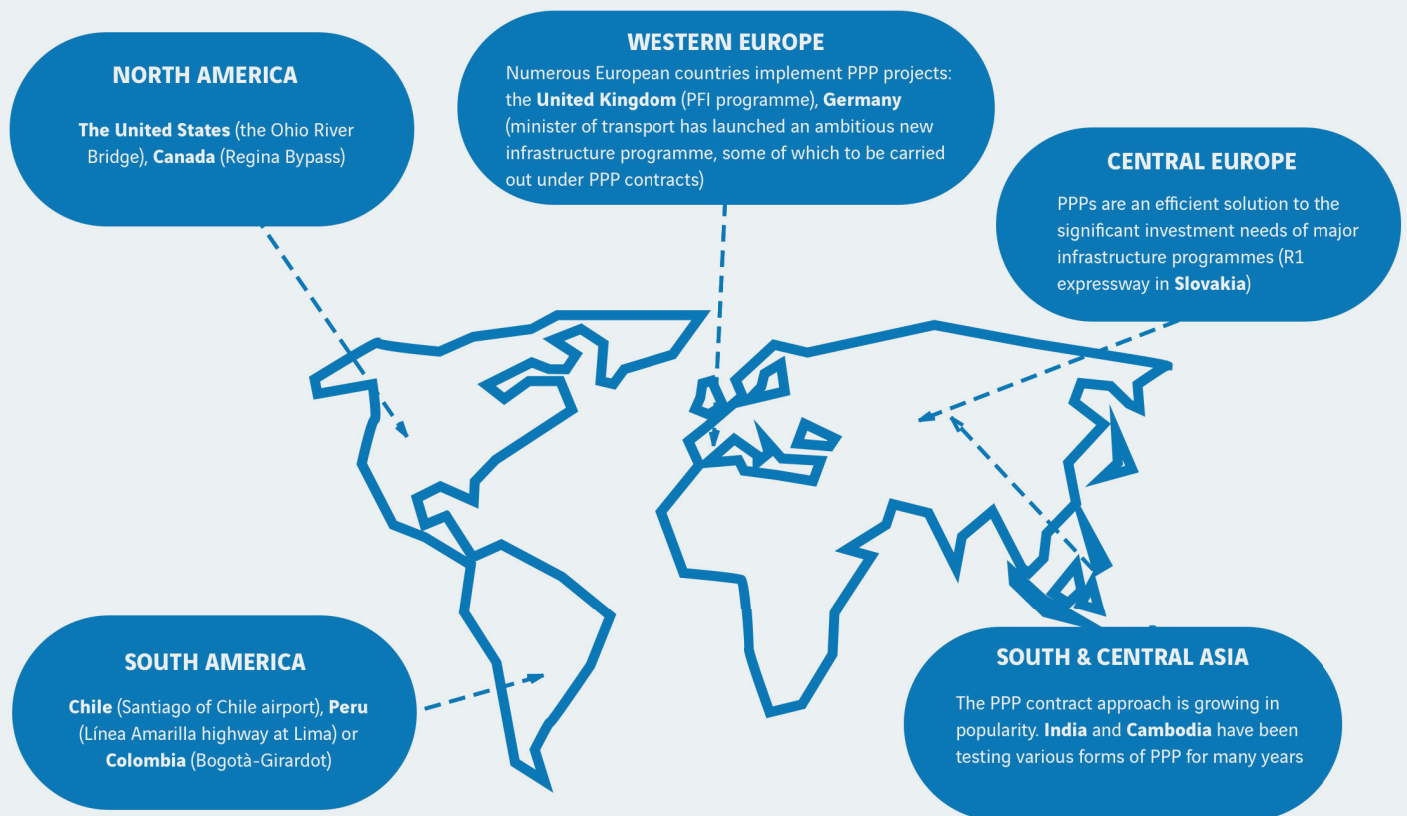 NORTH AMERICA
The United States (the Ohio River
Bridge), Canada (Regina Bypass)
WESTERN EUROPE
Numerous European countries implement PPP projects:
the United Kingdom (PFI programme), Germany
(minister of transport has launched an ambitious new
infrastructure programme, some of which to be carried
out under PPP contracts)
CENTRAL EUROPE
PPPs are an efficient solution to the
significant investment needs of major
infrastructure programmes (R1
expressway in Slovakia)
SOUTH AMERICA
Chile (Santiago of Chile airport), Peru
(Línea Amarilla highway at Lima) or
Colombia (Bogotà-Girardot)
SOUTH & CENTRAL ASIA
The PPP contract approach is growing in
popularity. India and Cambodia have been
testing various forms of PPP for many years